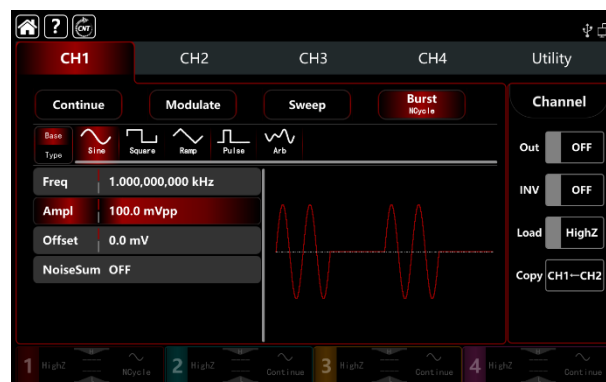 ? CNT
CH1 CH2 CH3 CH4 Utility
Continue Modulate Sweep Burst Channel
NCycle
Base
Type Sine Square Ramp Pulse Arb
Out OFF
Freq 1.000,000,000 kHz
INV OFF
Ampl 100.0 mVpp
Load HighZ
Offset 0.0 mV
NoiseSum OFF
Copy CH1←CH2
1 HighZ NCycle 2 HighZ Continue 3 HighZ Continue 4 HighZ Continue